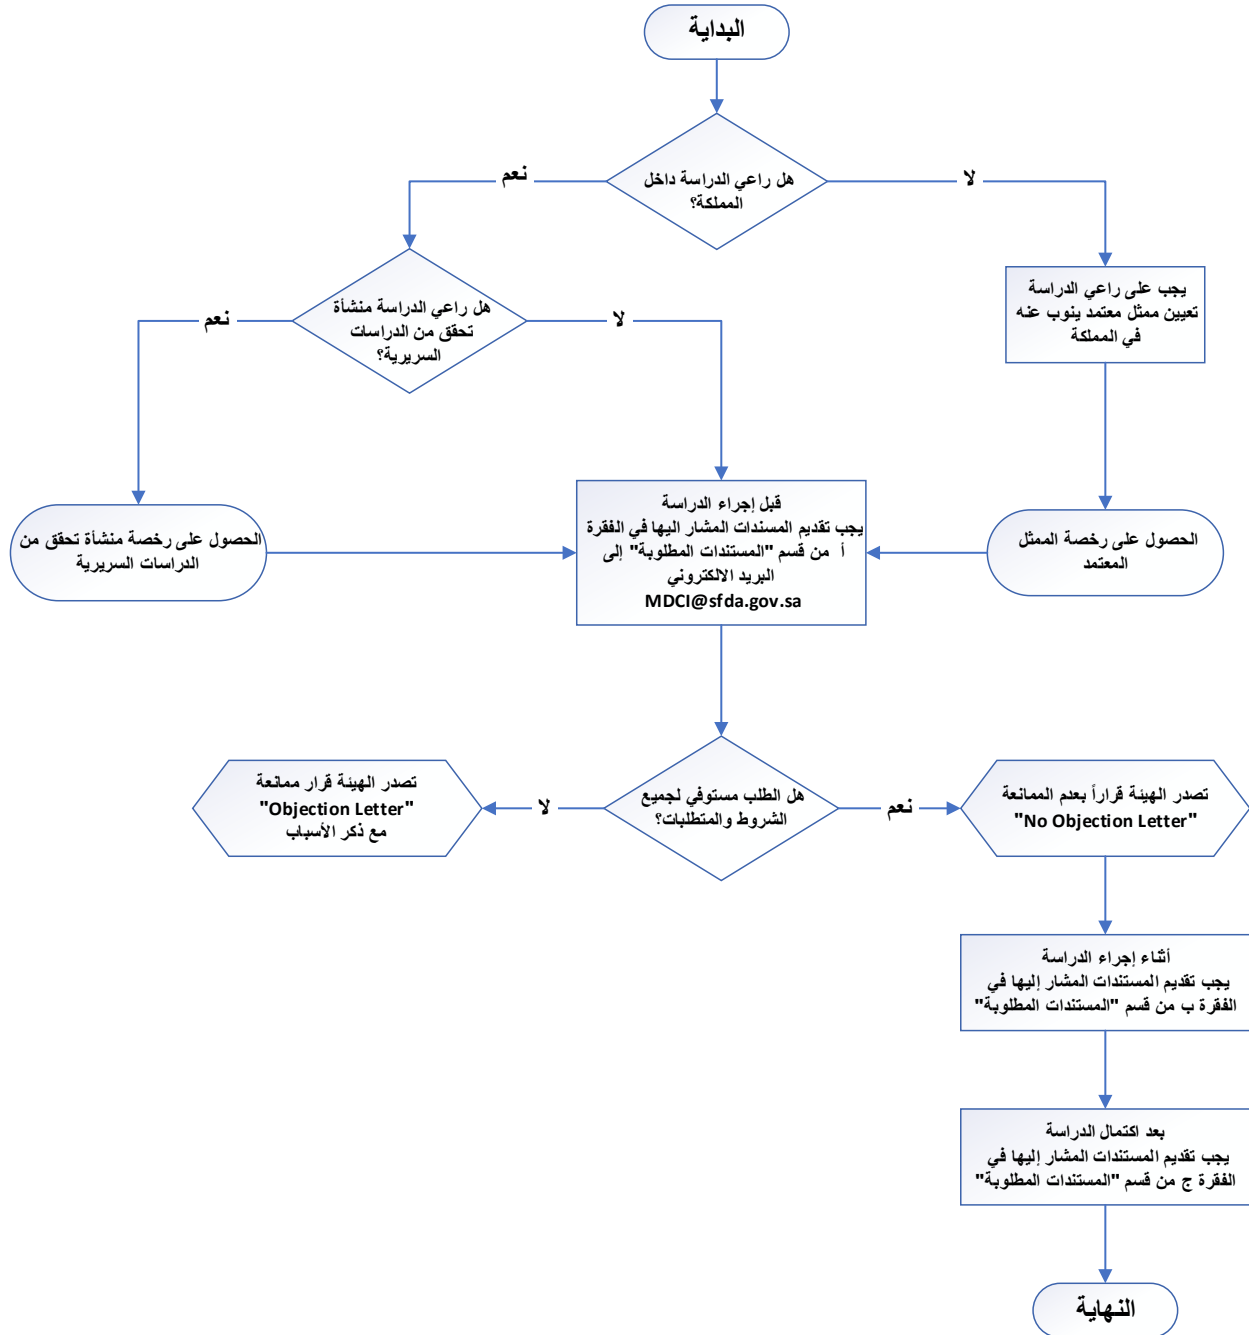 البداية
هل راعي الدراسة داخل
المملكة؟
نعم
لا
يجب على راعي الدراسة
تعيين ممثل معتمد ينوب عنه
في المملكة
هل راعي الدراسة منشأة
تحقق من الدراسات
السريرية؟
لا
نعم
الحصول على رخصة الممثل
المعتمد
قبل إجراء الدراسة
يجب تقديم المسندات المشار اليها في الفقرة
أ من قسم "المستندات المطلوبة" إلى
البريد الالكتروني
MDCI@sfda.gov.sa
الحصول على رخصة منشأة تحقق من
الدراسات السريرية
هل الطلب مستوفي لجميع
الشروط والمتطلبات؟
نعم
لا
تصدر الهيئة قراراً بعدم الممانعة
"No Objection Letter"
تصدر الهيئة قرار ممانعة
"Objection Letter"
مع ذكر الأسباب
أثناء إجراء الدراسة
يجب تقديم المستندات المشار إليها في
الفقرة ب من قسم "المستندات المطلوبة"
بعد اكتمال الدراسة
يجب تقديم المستندات المشار إليها في
الفقرة ج من قسم "المستندات المطلوبة"
النهاية